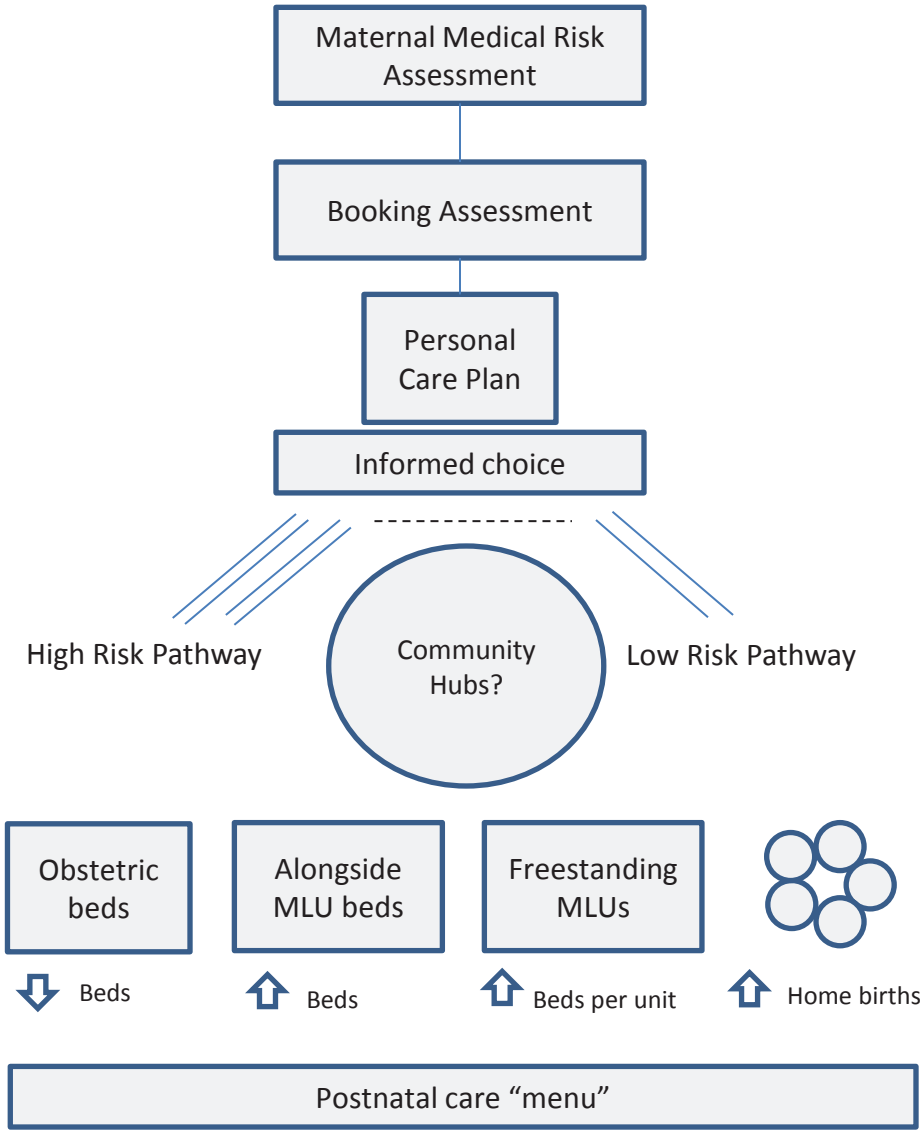 Maternal Medical Risk
Assessment
Booking Assessment
Personal
Care Plan
Informed choice
High Risk Pathway
Community
Hubs?
Low Risk Pathway
Obstetric
beds
Alongside
MLU beds
Freestanding
MLUs
Beds
Beds
Beds per unit
Home births
Postnatal care “menu”